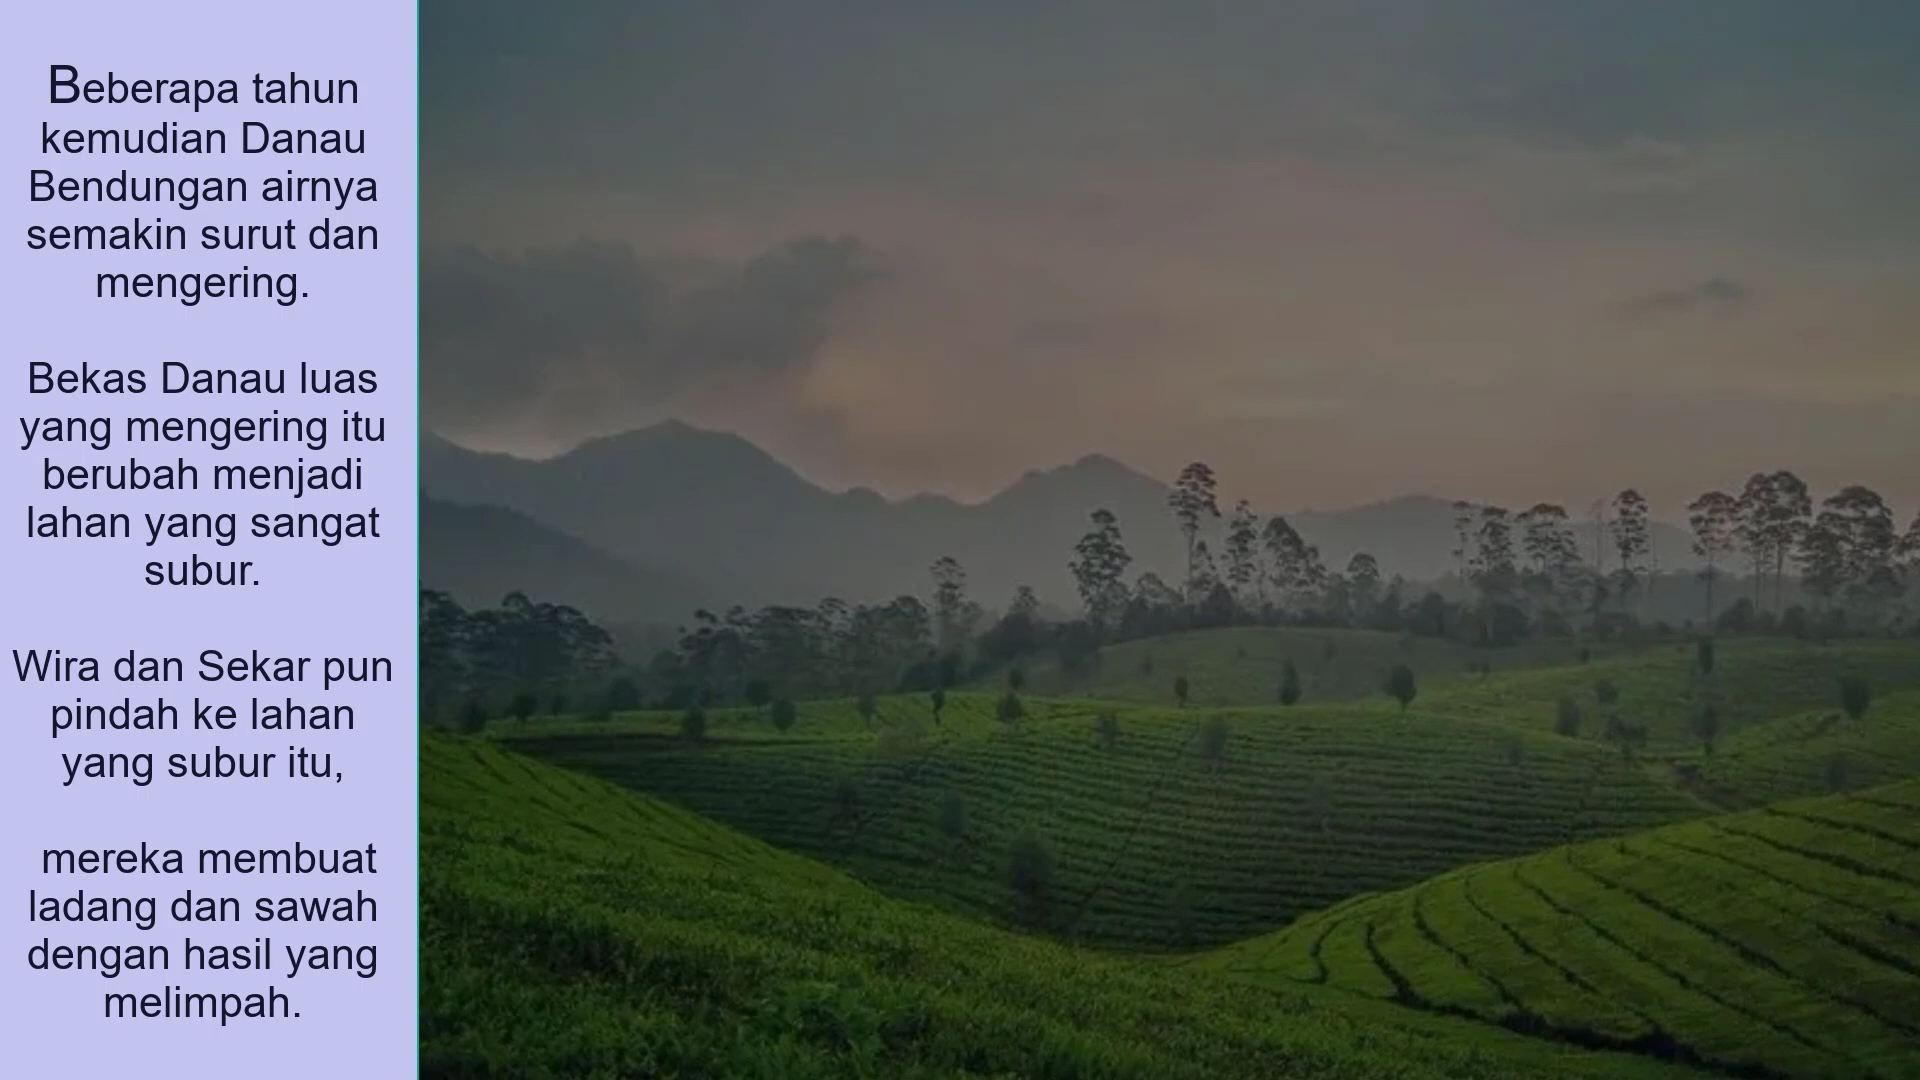 Beberapa tahun
kemudian Danau
Bendungan airnya
semakin surut dan
mengering.
Bekas Danau luas
yang mengering itu
berubah menjadi
lahan yang sangat
subur.
Wira dan Sekar pun
pindah ke lahan
yang subur itu,
mereka membuat
ladang dan sawah
dengan hasil yang
melimpah.